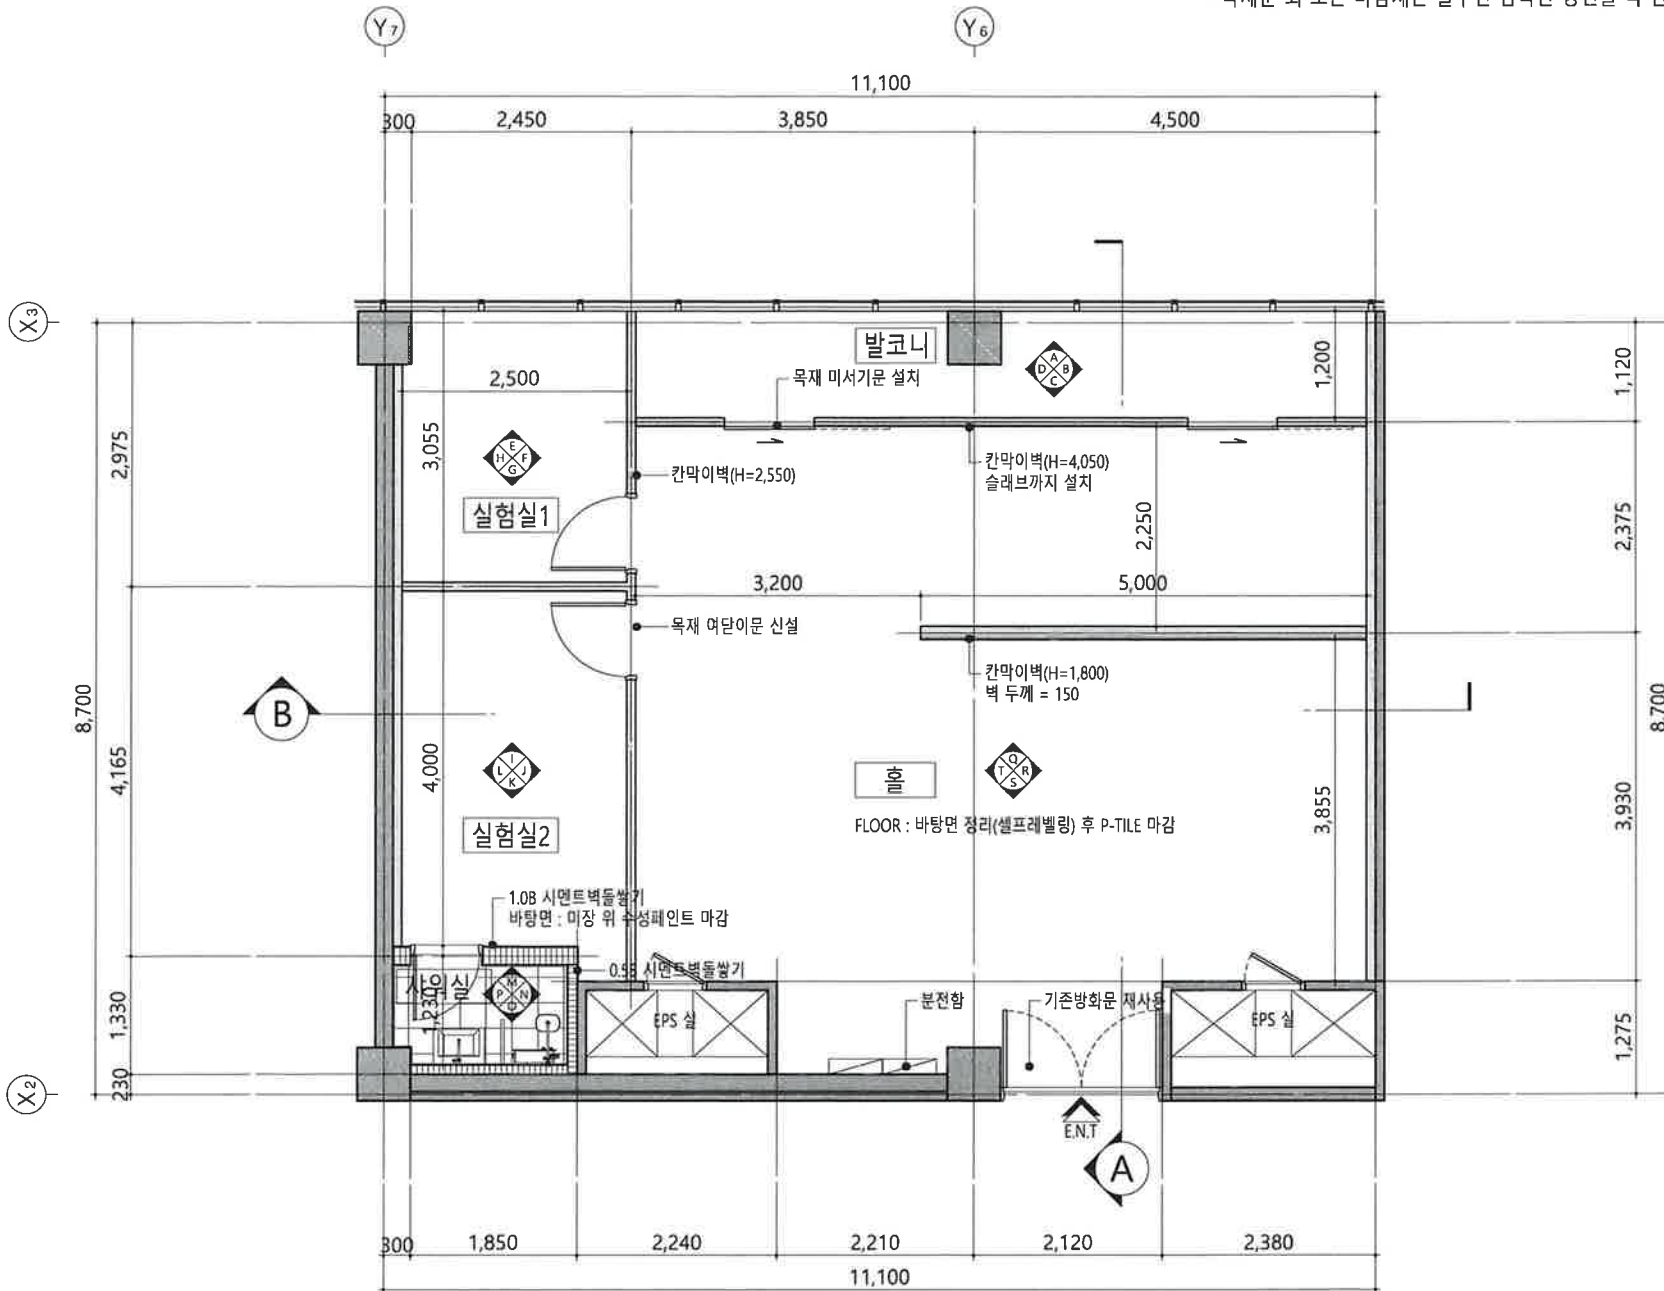 Y7
Y6
11,100
300
2,450
3,850
4,500
X3
발코니
A
D B
C
목재 미서기문 설치
2,500
1,200
1,120
2,975
3,055
E
H F
G
칸막이벽(H=2,550)
칸막이벽(H=4,050)
슬래브까지 설치
실험실1
2,250
2,375
3,200
5,000
목재 여닫이문 신설
칸막이벽(H=1,800)
벽 두께 = 150
8,700
B
8,700
4,165
4,000
I
L J
K
홀
Q
T R
S
3,855
3,930
실험실2
FLOOR : 바탕면 정리(셀프레벨링) 후 P-TILE 마감
1.0B 시멘트벽돌쌓기
바탕면 : 미장 위 수성페인트 마감
0.5B 시멘트벽돌쌓기
샤워실
M
P N
O
1,230
1,330
EPS 실
분전함
기존방화문 재사용
EPS 실
1,275
230
X2
E.N.T
A
300
1,850
2,240
2,210
2,120
2,380
11,100